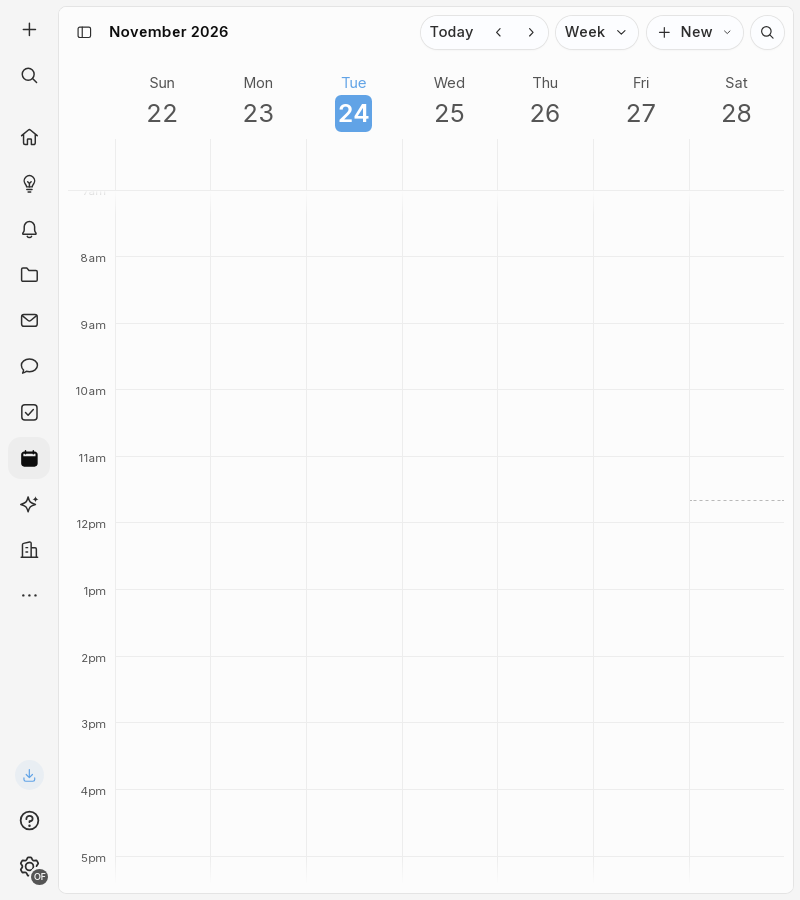 November 2026
Today
Week
New
Sun Mon Tue Wed Thu Fri Sat
22 23 24 25 26 27 28
8am
9am
10am
11am
12pm
1pm
2pm
3pm
4pm
5pm
OF